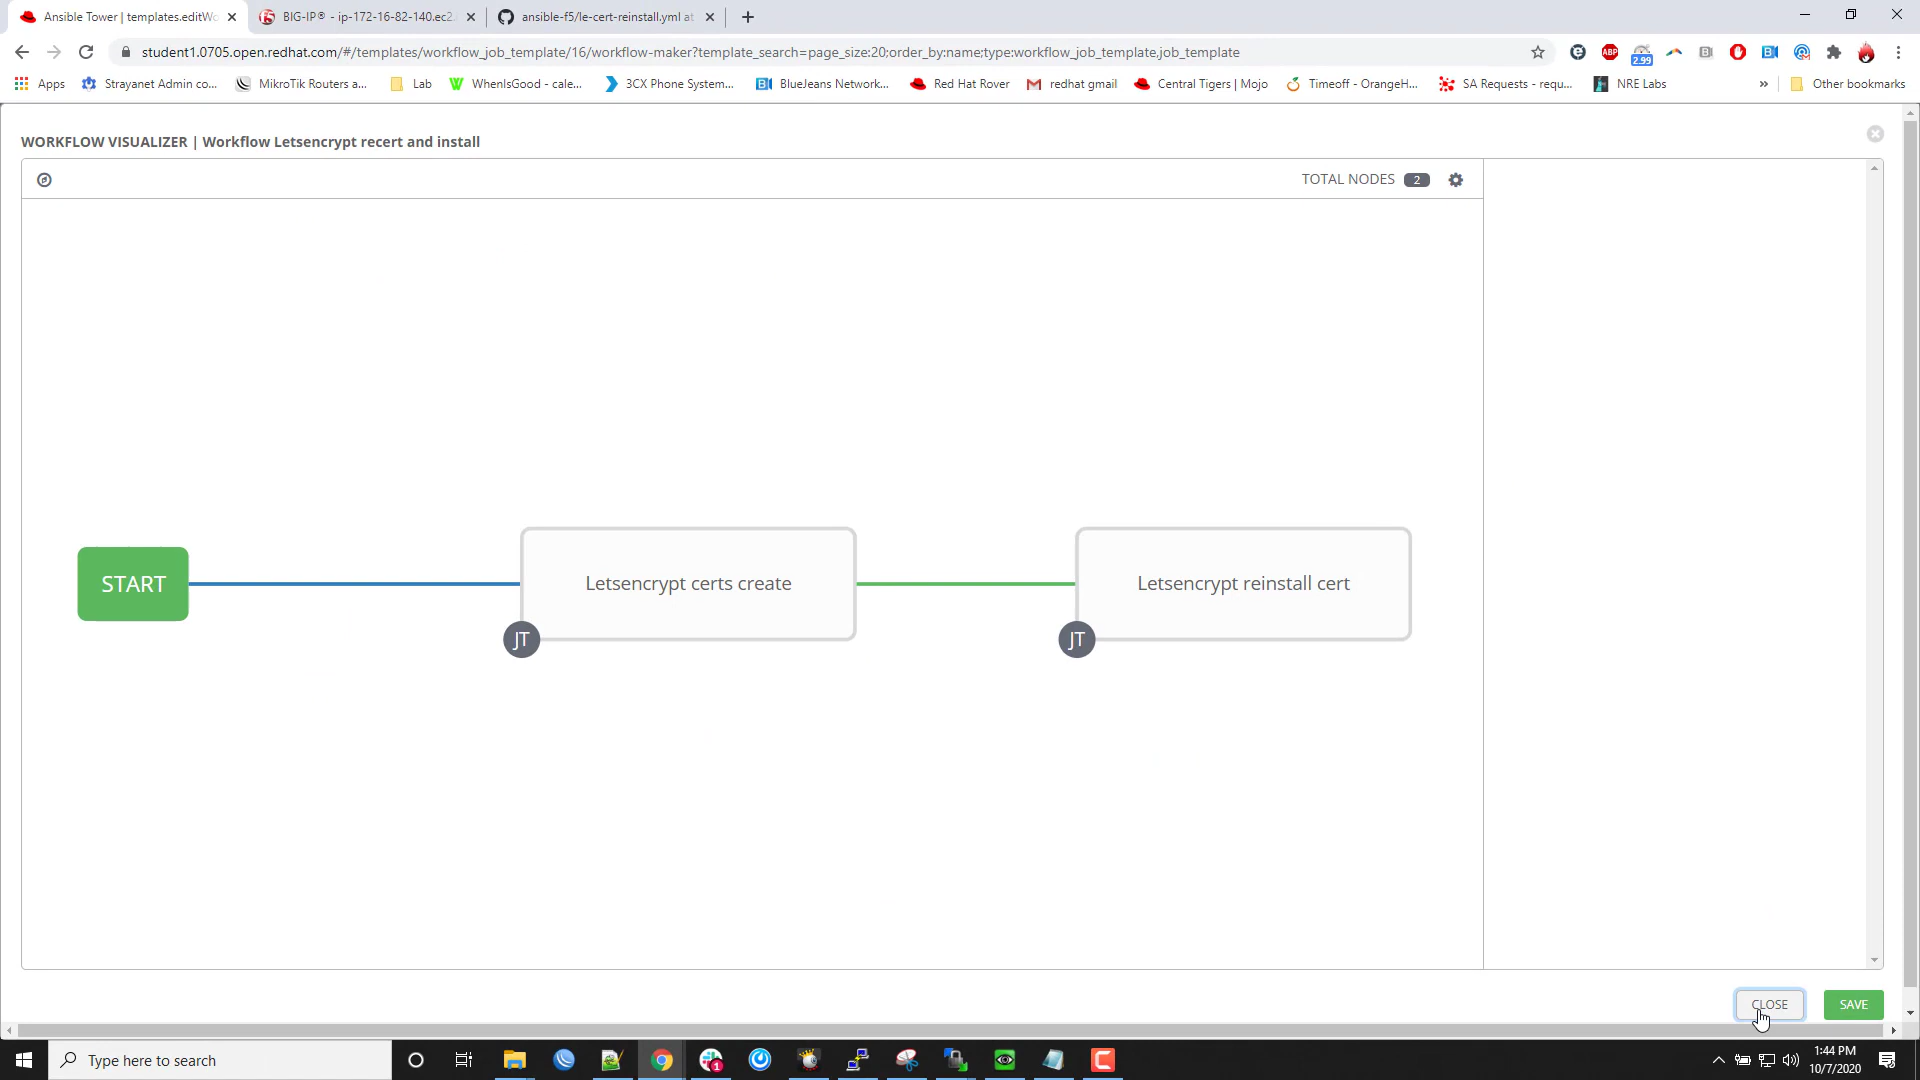 Ansible Tower | templates.editWo
BIG-IP® - ip-172-16-82-140.ec2.
ansible-f5/le-cert-reinstall.yml at
student1.0705.open.redhat.com/#/templates/workflow_job_template/16/workflow-maker?template_search=page_size:20;order_by:name;type:workflow_job_template,job_template
ABP
2.99
Apps
Strayanet Admin co...
MikroTik Routers a...
Lab
WhenIsGood - cale...
3CX Phone System...
BlueJeans Network...
Red Hat Rover
redhat gmail
Central Tigers | Mojo
Timeoff - OrangeH...
SA Requests - requ...
NRE Labs
»
Other bookmarks
WORKFLOW VISUALIZER | Workflow Letsencrypt recert and install
TOTAL NODES 2
START
Letsencrypt certs create
JT
Letsencrypt reinstall cert
JT
CLOSE
SAVE
Type here to search
1
1:44 PM
10/7/2020